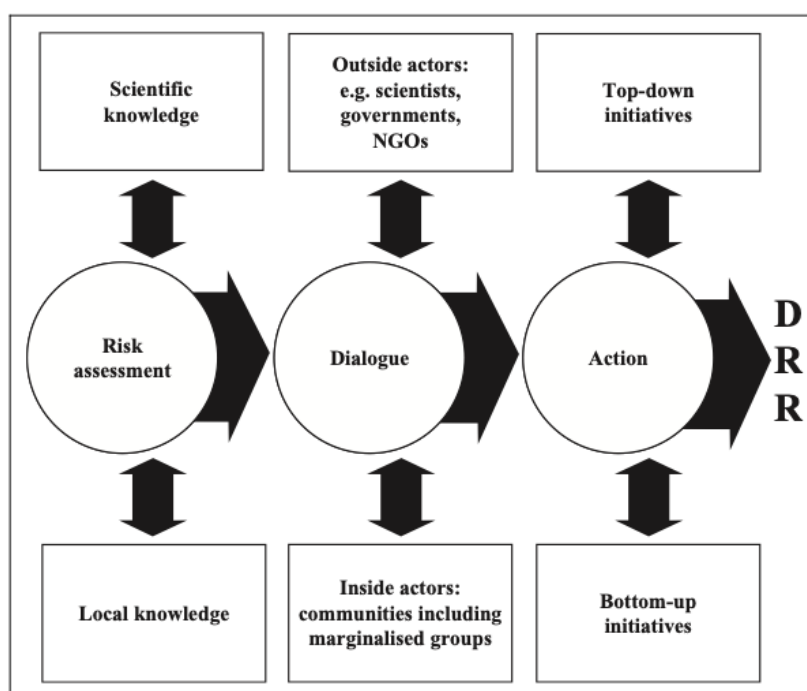 Scientific
knowledge
Outside actors:
e.g. scientists,
governments,
NGOs
Top-down
initiatives
Risk
assessment
Dialogue
Action
D
R
R
Local knowledge
Inside actors:
communities including
marginalised groups
Bottom-up
initiatives